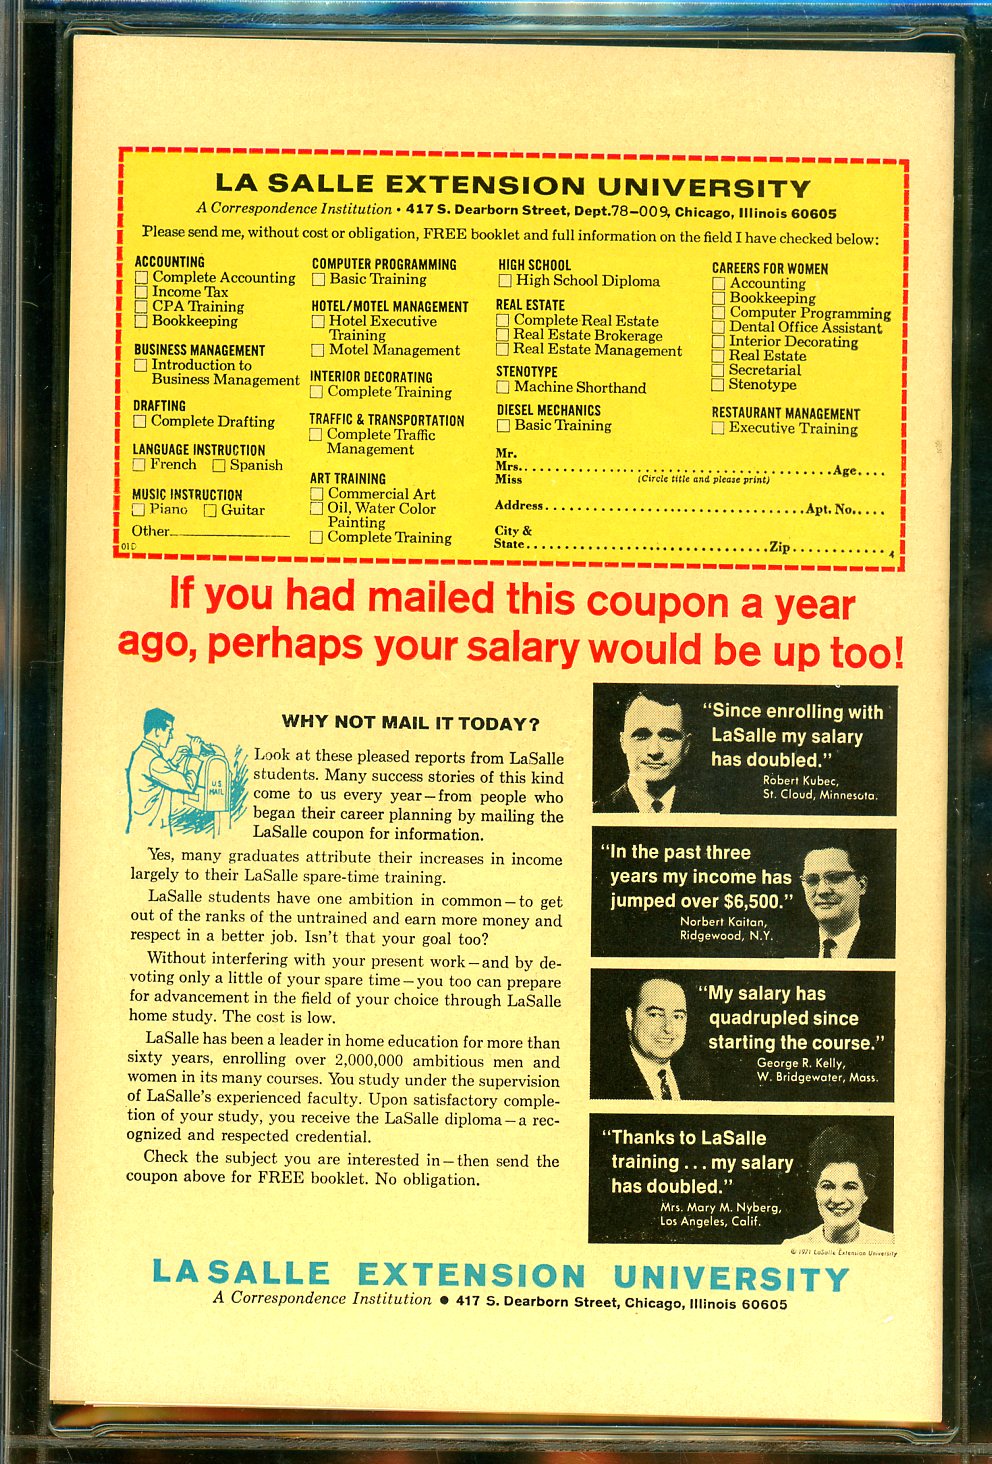 LA SALLE EXTENSION UNIVERSITY
A Correspondence Institution • 417 S. Dearborn Street, Dept. 78–009, Chicago, Illinois 60605
Please send me, without cost or obligation, FREE booklet and full information on the field I have checked below:
ACCOUNTING
Complete Accounting
Income Tax
CPA Training
Bookkeeping
BUSINESS MANAGEMENT
Introduction to
Business Management
DRAFTING
Complete Drafting
LANGUAGE INSTRUCTION
French Spanish
MUSIC INSTRUCTION
Piano Guitar
Other
01D
COMPUTER PROGRAMMING
Basic Training
HOTEL/MOTEL MANAGEMENT
Hotel Executive
Training
Motel Management
INTERIOR DECORATING
Complete Training
TRAFFIC & TRANSPORTATION
Complete Traffic
Management
ART TRAINING
Commercial Art
Oil, Water Color
Painting
Complete Training
HIGH SCHOOL
High School Diploma
REAL ESTATE
Complete Real Estate
Real Estate Brokerage
Real Estate Management
STENOTYPE
Machine Shorthand
DIESEL MECHANICS
Basic Training
CAREERS FOR WOMEN
Accounting
Bookkeeping
Computer Programming
Dental Office Assistant
Interior Decorating
Real Estate
Secretarial
Stenotype
RESTAURANT MANAGEMENT
Executive Training
Mr.
Mrs. Age
Miss (Circle title and please print)
Address Apt. No.
City &
State Zip 4
If you had mailed this coupon a year
ago, perhaps your salary would be up too!
WHY NOT MAIL IT TODAY?
U.S.
MAIL
Look at these pleased reports from LaSalle
students. Many success stories of this kind
come to us every year—from people who
began their career planning by mailing the
LaSalle coupon for information.
Yes, many graduates attribute their increases in income
largely to their LaSalle spare-time training.
LaSalle students have one ambition in common—to get
out of the ranks of the untrained and earn more money and
respect in a better job. Isn't that your goal too?
Without interfering with your present work—and by de-
voting only a little of your spare time—you too can prepare
for advancement in the field of your choice through LaSalle
home study. The cost is low.
LaSalle has been a leader in home education for more than
sixty years, enrolling over 2,000,000 ambitious men and
women in its many courses. You study under the supervision
of LaSalle's experienced faculty. Upon satisfactory comple-
tion of your study, you receive the LaSalle diploma—a rec-
ognized and respected credential.
Check the subject you are interested in—then send the
coupon above for FREE booklet. No obligation.
"Since enrolling with
LaSalle my salary
has doubled."
Robert Kubec,
St. Cloud, Minnesota.
"In the past three
years my income has
jumped over $6,500."
Norbert Kaitan,
Ridgewood, N.Y.
"My salary has
quadrupled since
starting the course."
George R. Kelly,
W. Bridgewater, Mass.
"Thanks to LaSalle
training...my salary
has doubled."
Mrs. Mary M. Nyberg,
Los Angeles, Calif.
© 1971 LaSalle Extension University
LA SALLE EXTENSION UNIVERSITY
A Correspondence Institution ● 417 S. Dearborn Street, Chicago, Illinois 60605